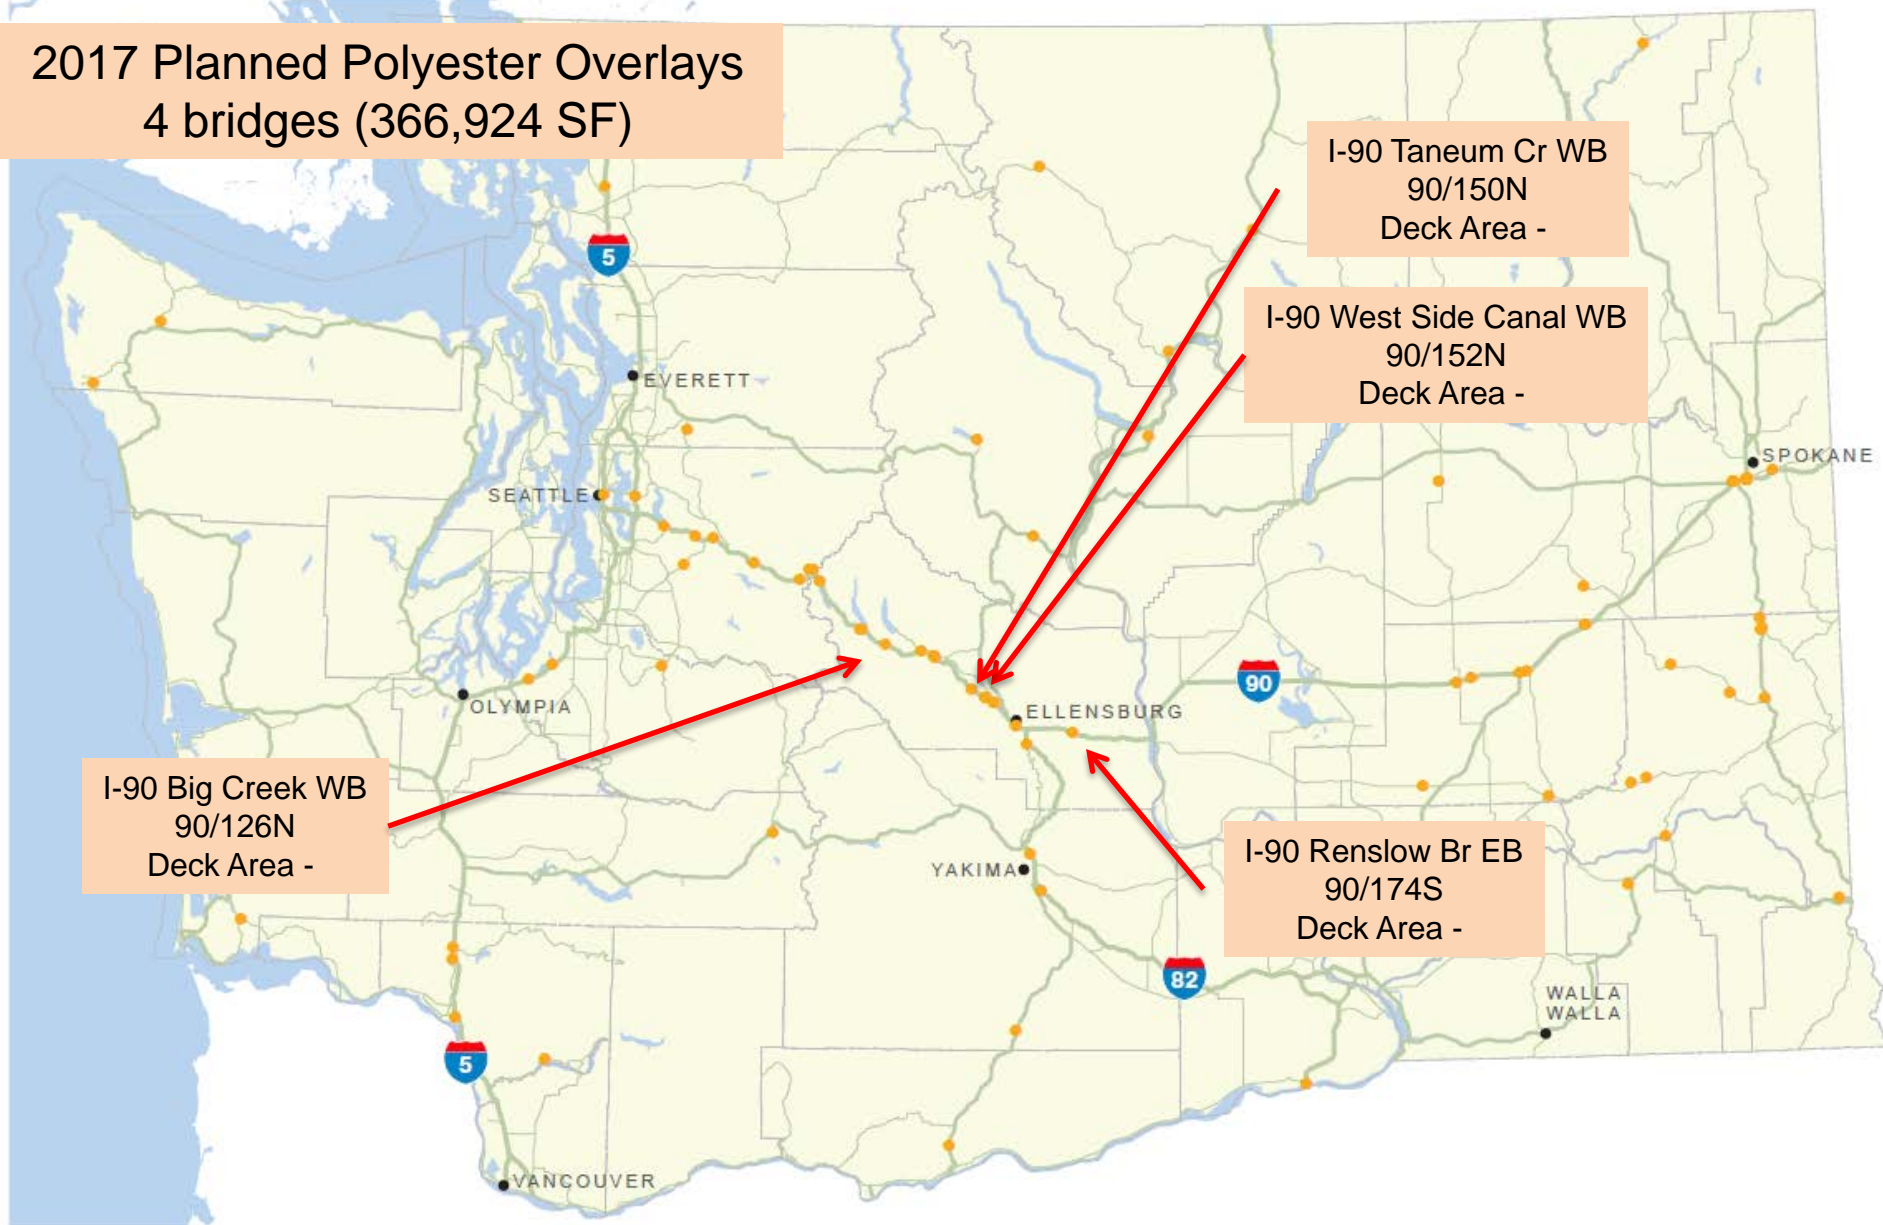 2017 Planned Polyester Overlays
4 bridges (366,924 SF)
I-90 Taneum Cr WB
90/150N
Deck Area -
5
I-90 West Side Canal WB
90/152N
Deck Area -
EVERETT
SPOKANE
SEATTLE
90
OLYMPIA
ELLENSBURG
I-90 Big Creek WB
90/126N
Deck Area -
I-90 Renslow Br EB
90/174S
Deck Area -
YAKIMA
82
WALLA
WALLA
5
VANCOUVER